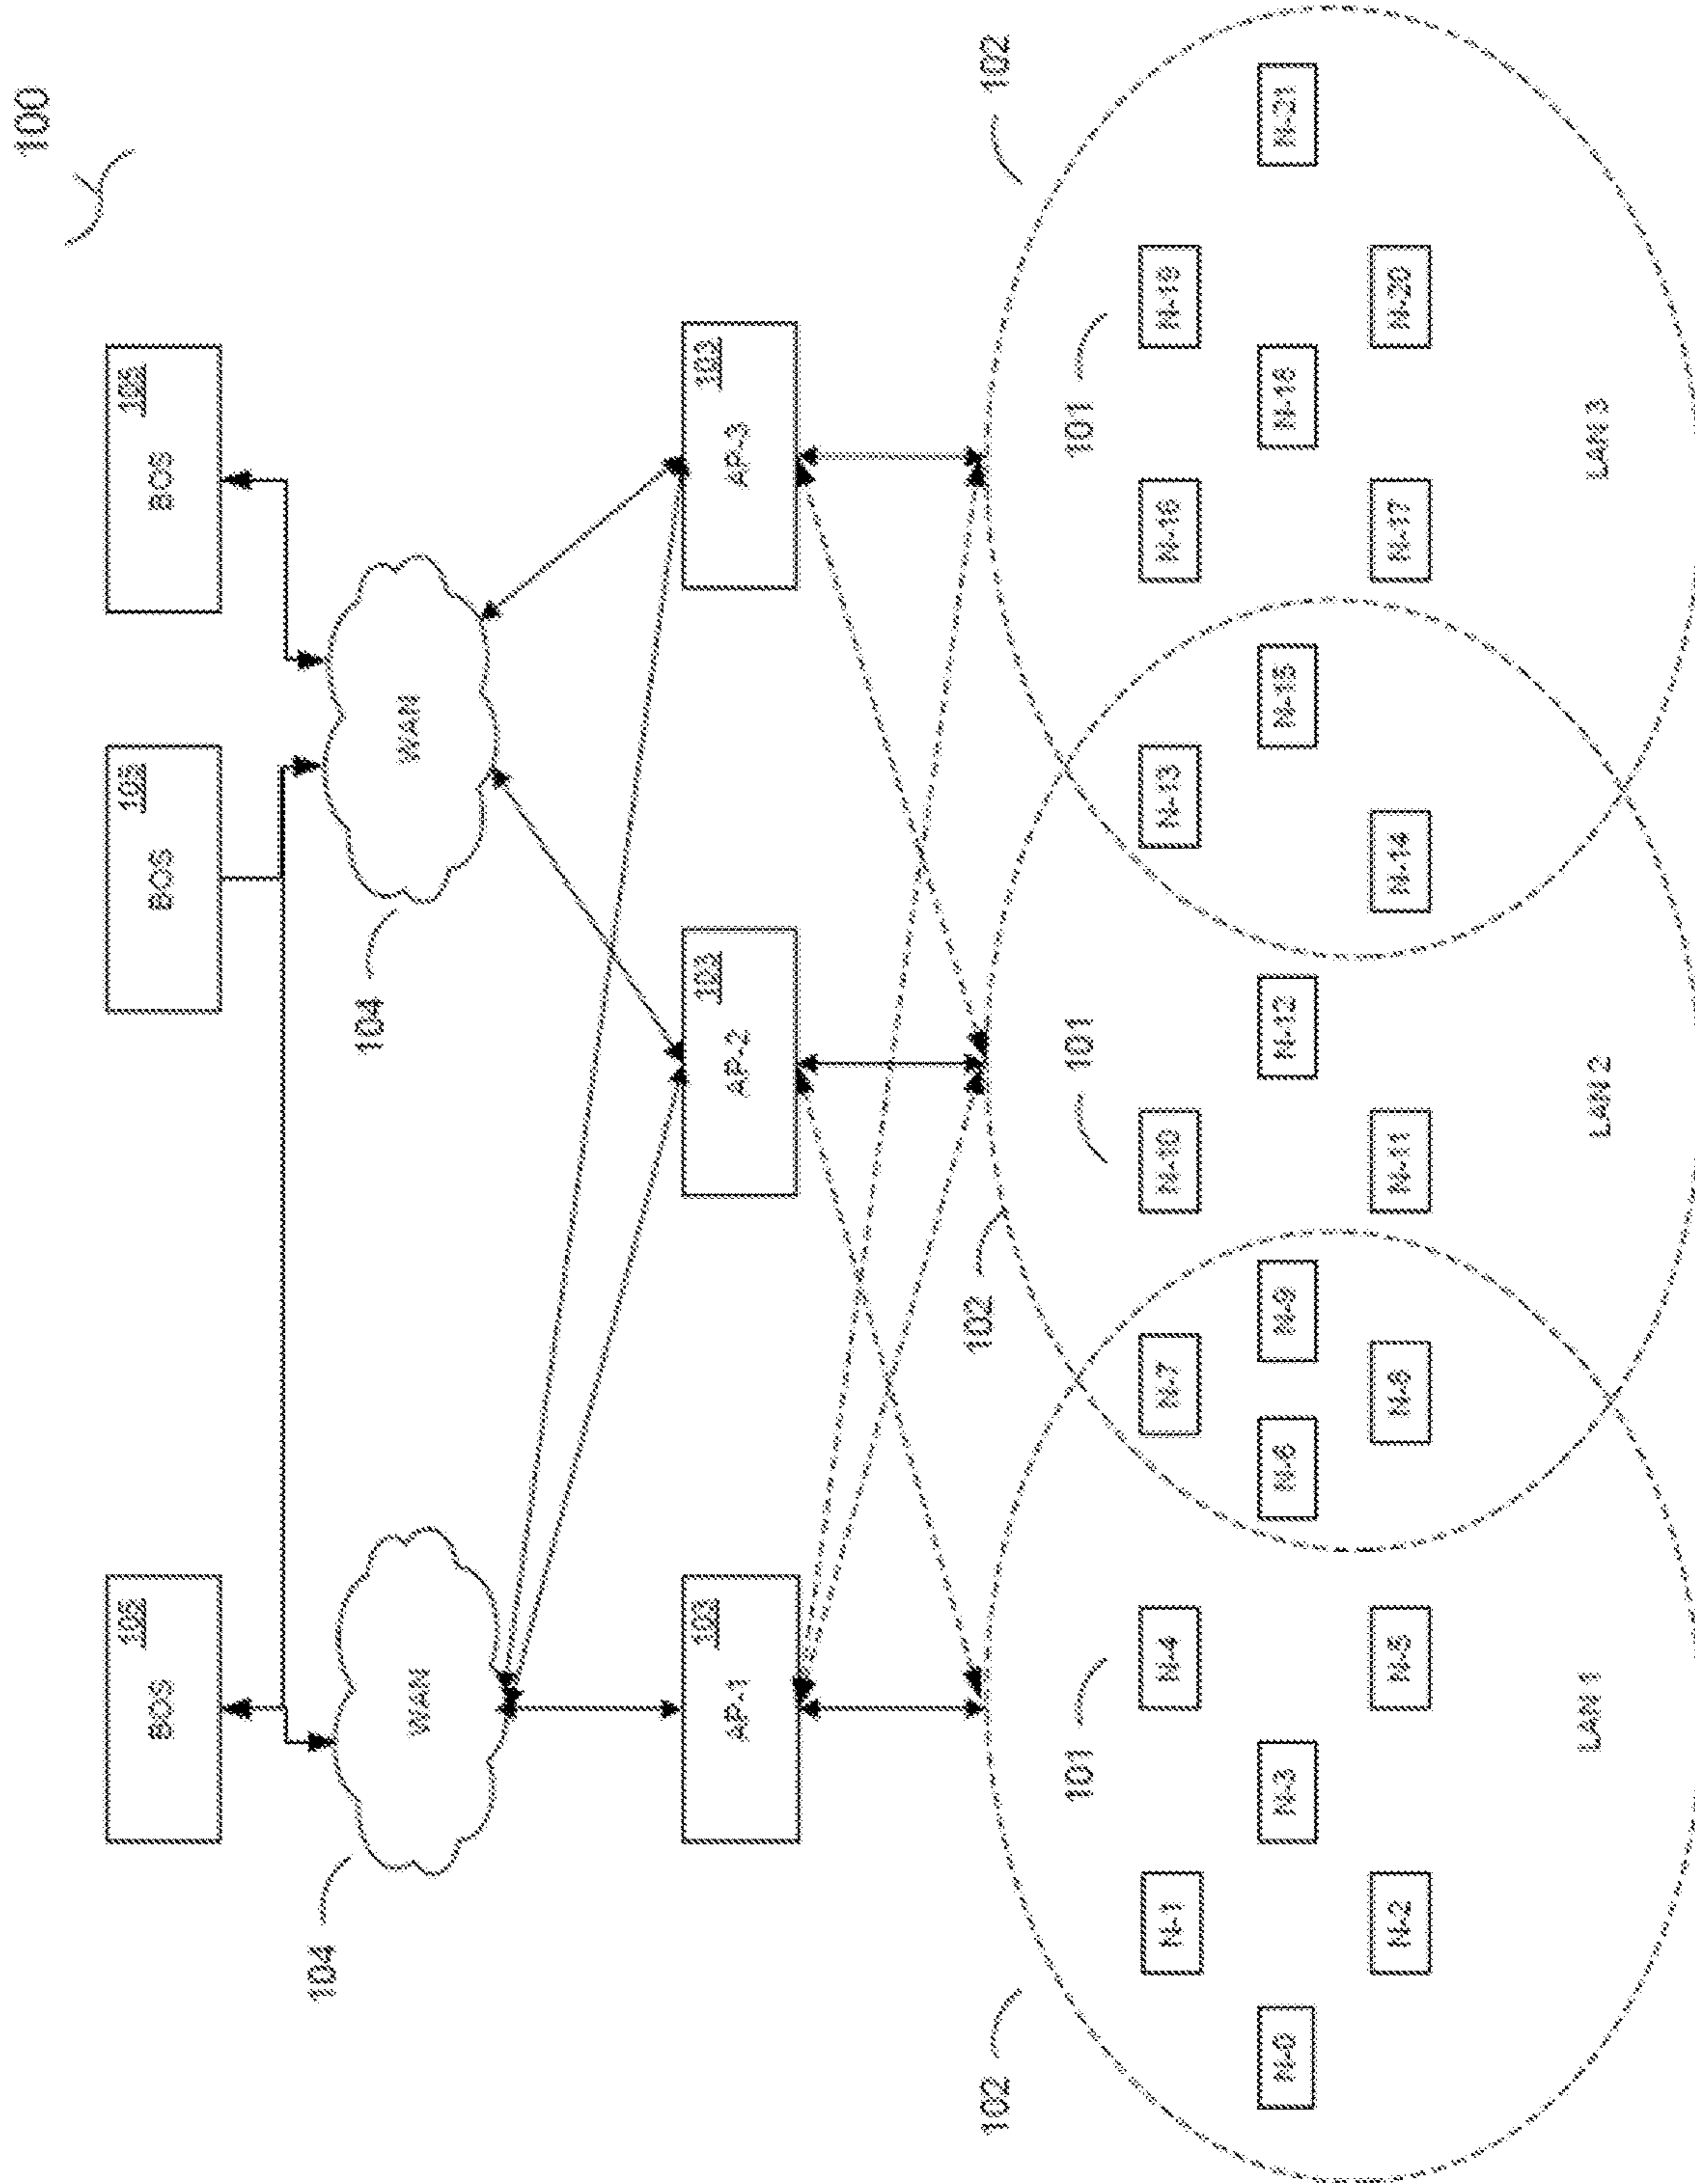 100
105
BOS
105
BOS
105
BOS
104
WAN
104
WAN
103
AP-1
103
AP-2
103
AP-3
102
102
102
101
101
101
N-0
N-1
N-2
N-3
N-4
N-5
N-6
N-7
N-8
N-9
N-10
N-11
N-12
N-13
N-14
N-15
N-16
N-17
N-18
N-19
N-20
N-21
LAN 1
LAN 2
LAN 3